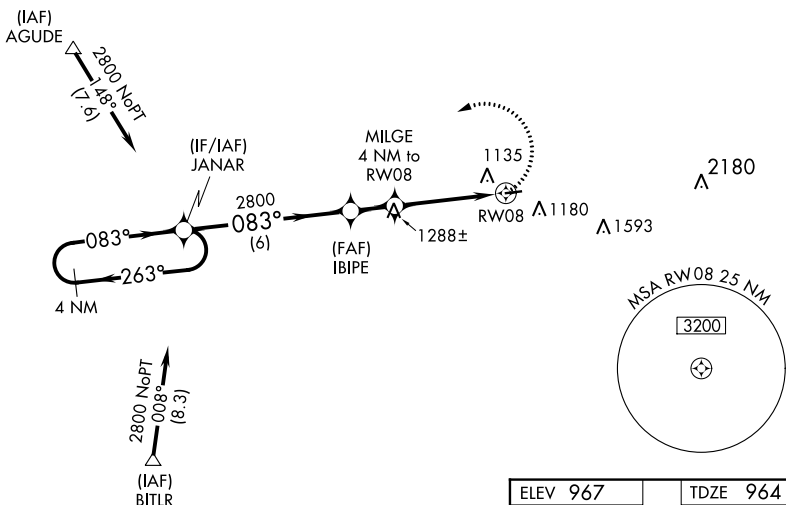 (IAF)
AGUDE
2800 NoPT
148°
(7.6)
(IF/IAF)
JANAR
MILGE
4 NM to
RW08
1135
2180
2800
083°
(6)
083°
263°
4 NM
(FAF)
IBIPE
1288±
RW08
1180
1593
MSA RW08 25 NM
3200
2800 NoPT
008°
(8.3)
(IAF)
BITLR
ELEV 967
TDZE 964